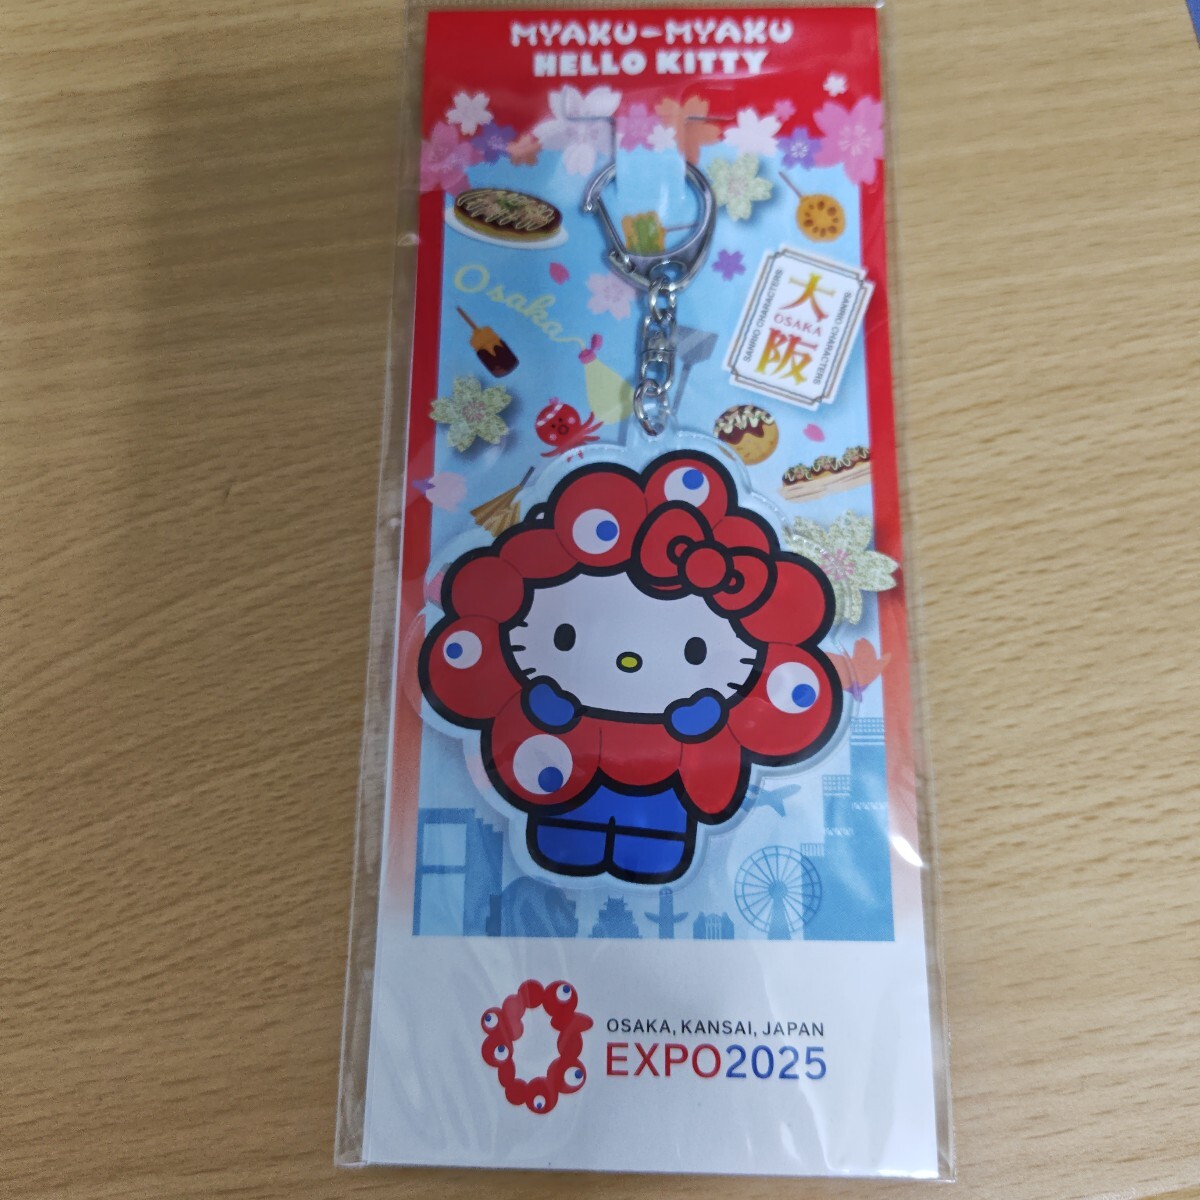 MYAKU-MYAKU
HELLO KITTY
Osaka
SANRIO CHARACTERS
大
OSAKA
阪
SANRIO CHARACTERS
OSAKA, KANSAI, JAPAN
EXPO2025